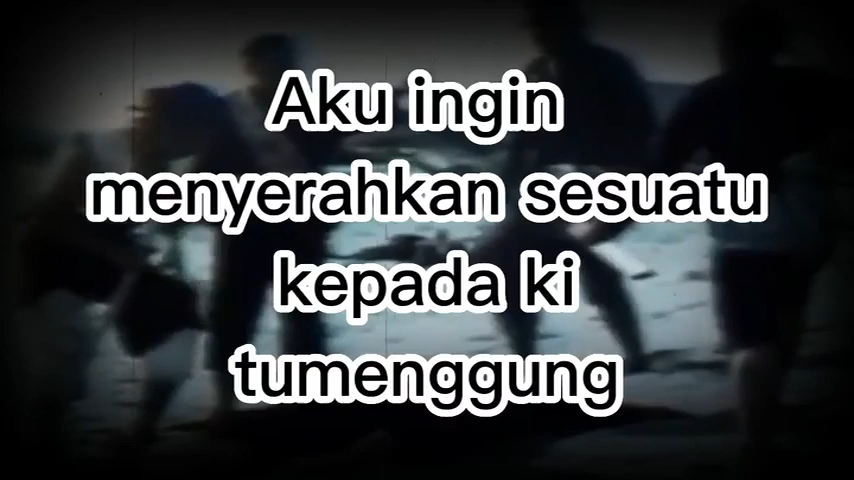 Aku ingin
menyerahkan sesuatu
kepada ki
tumenggung